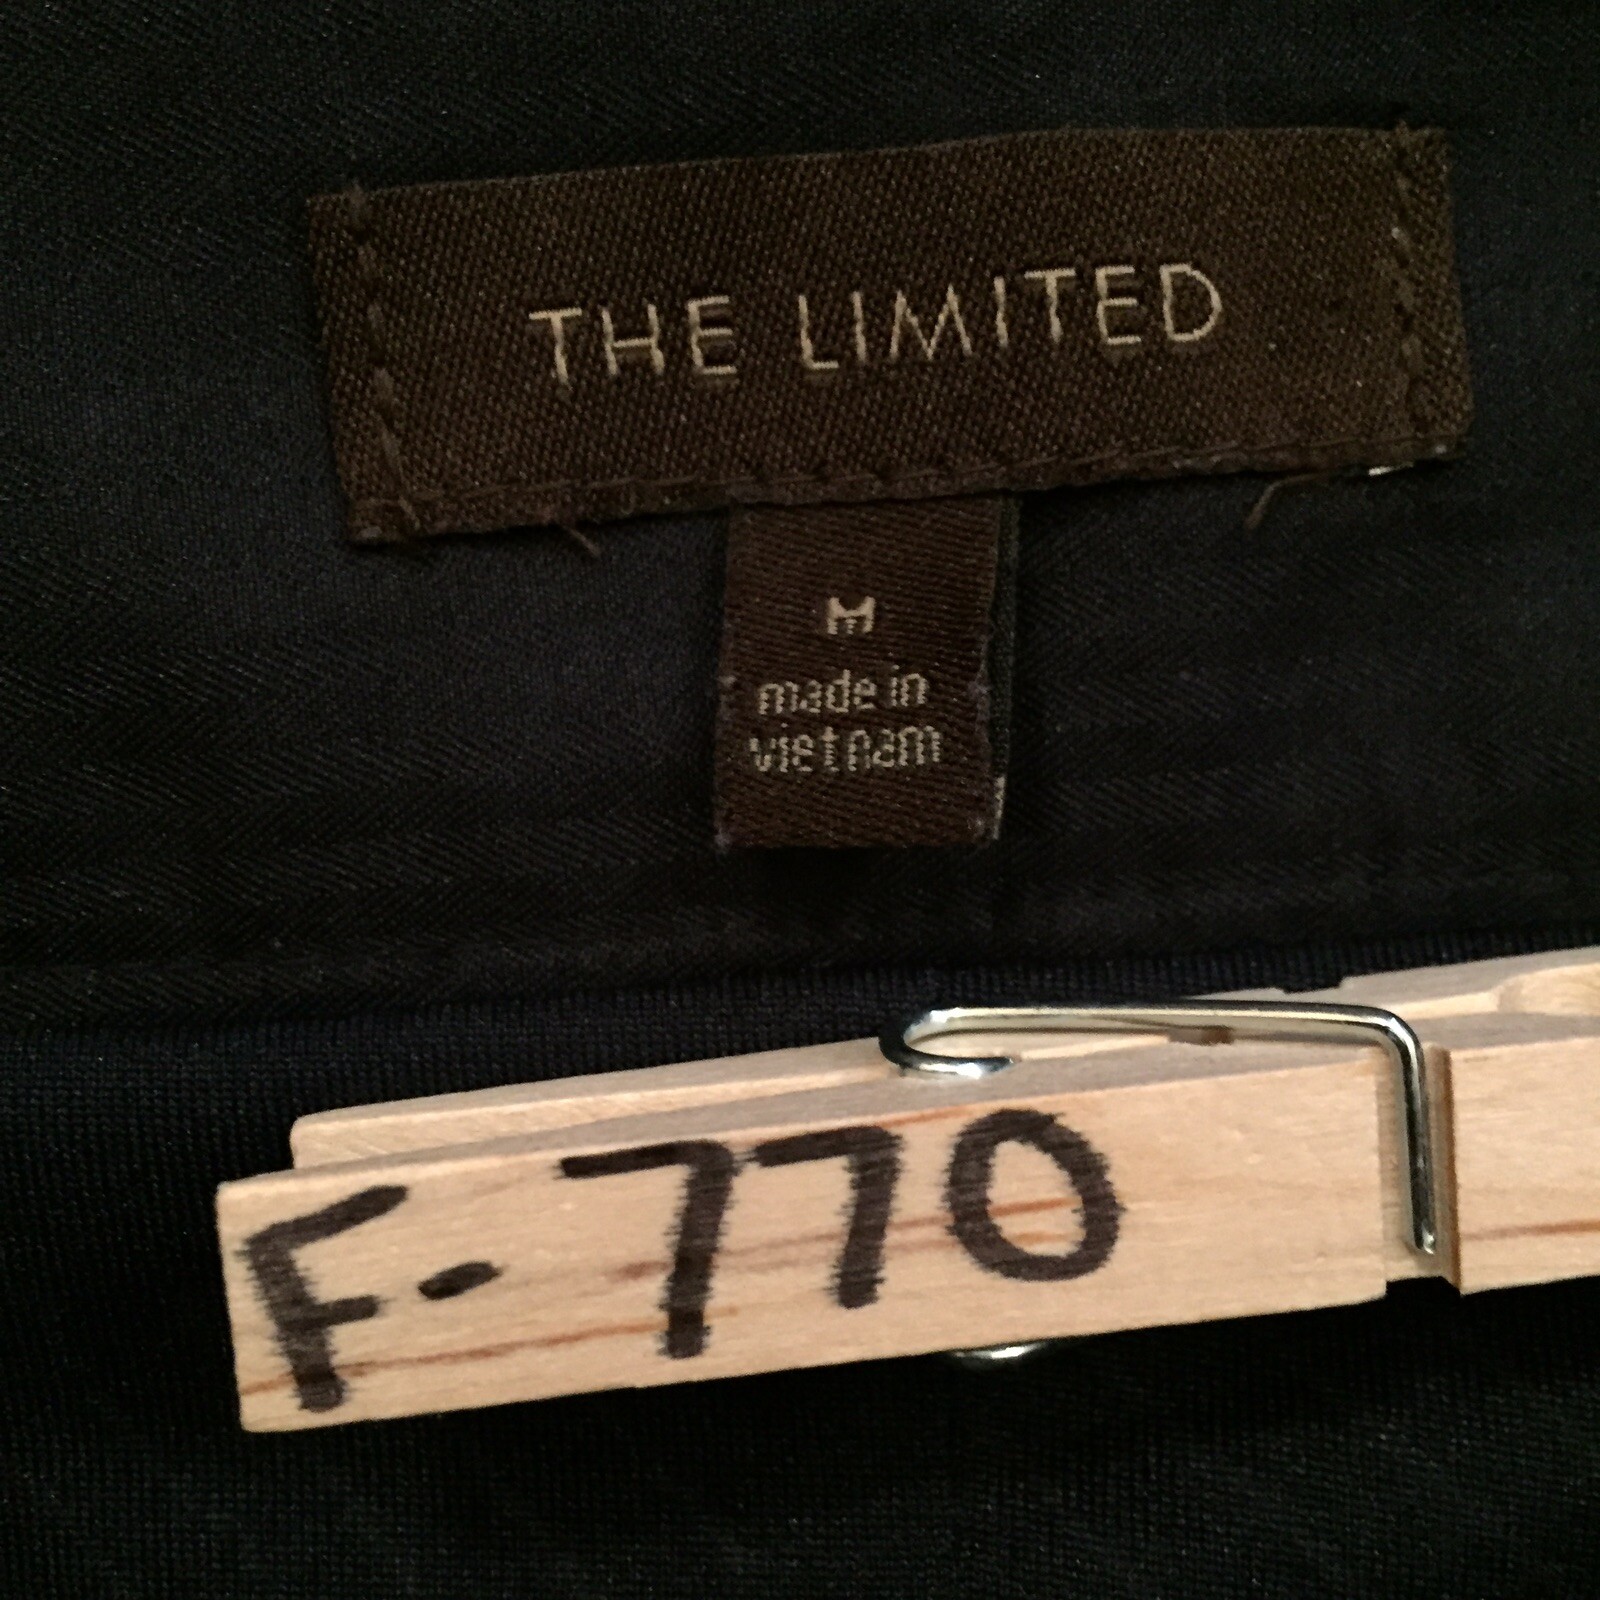 THE LIMITED
M
made in
vietnam
F-770